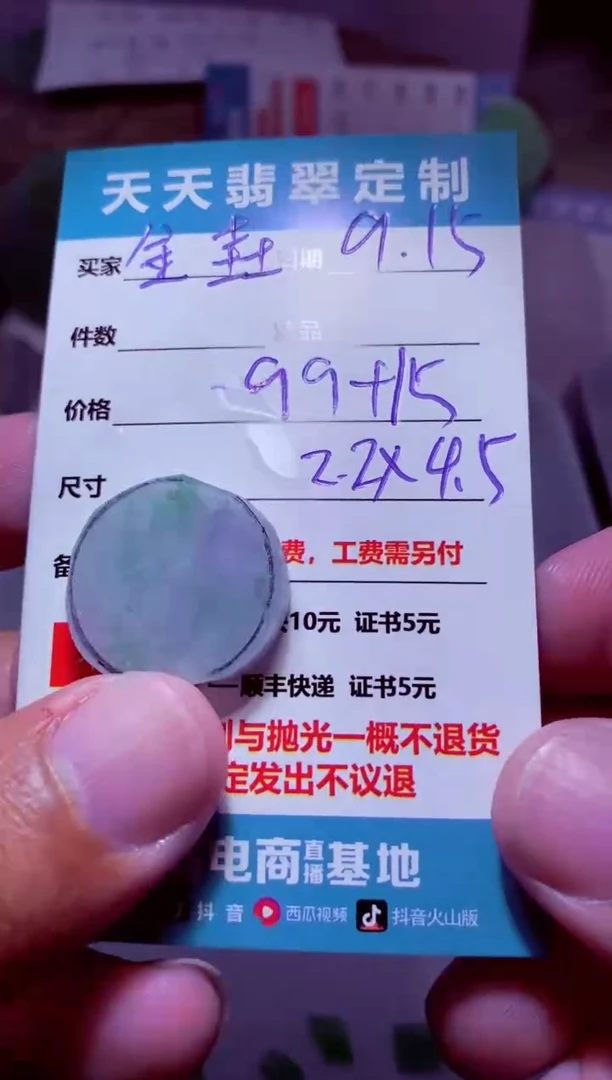 天天翡翠定制
买家 金 日期 9.15
件数 成品
价格 99+15
尺寸 2.2x4.5
费，工费需另付
10元 证书5元
—顺丰快递 证书5元
与抛光一概不退货
定发出不议退
电商直播基地
抖音 西瓜视频 抖音火山版